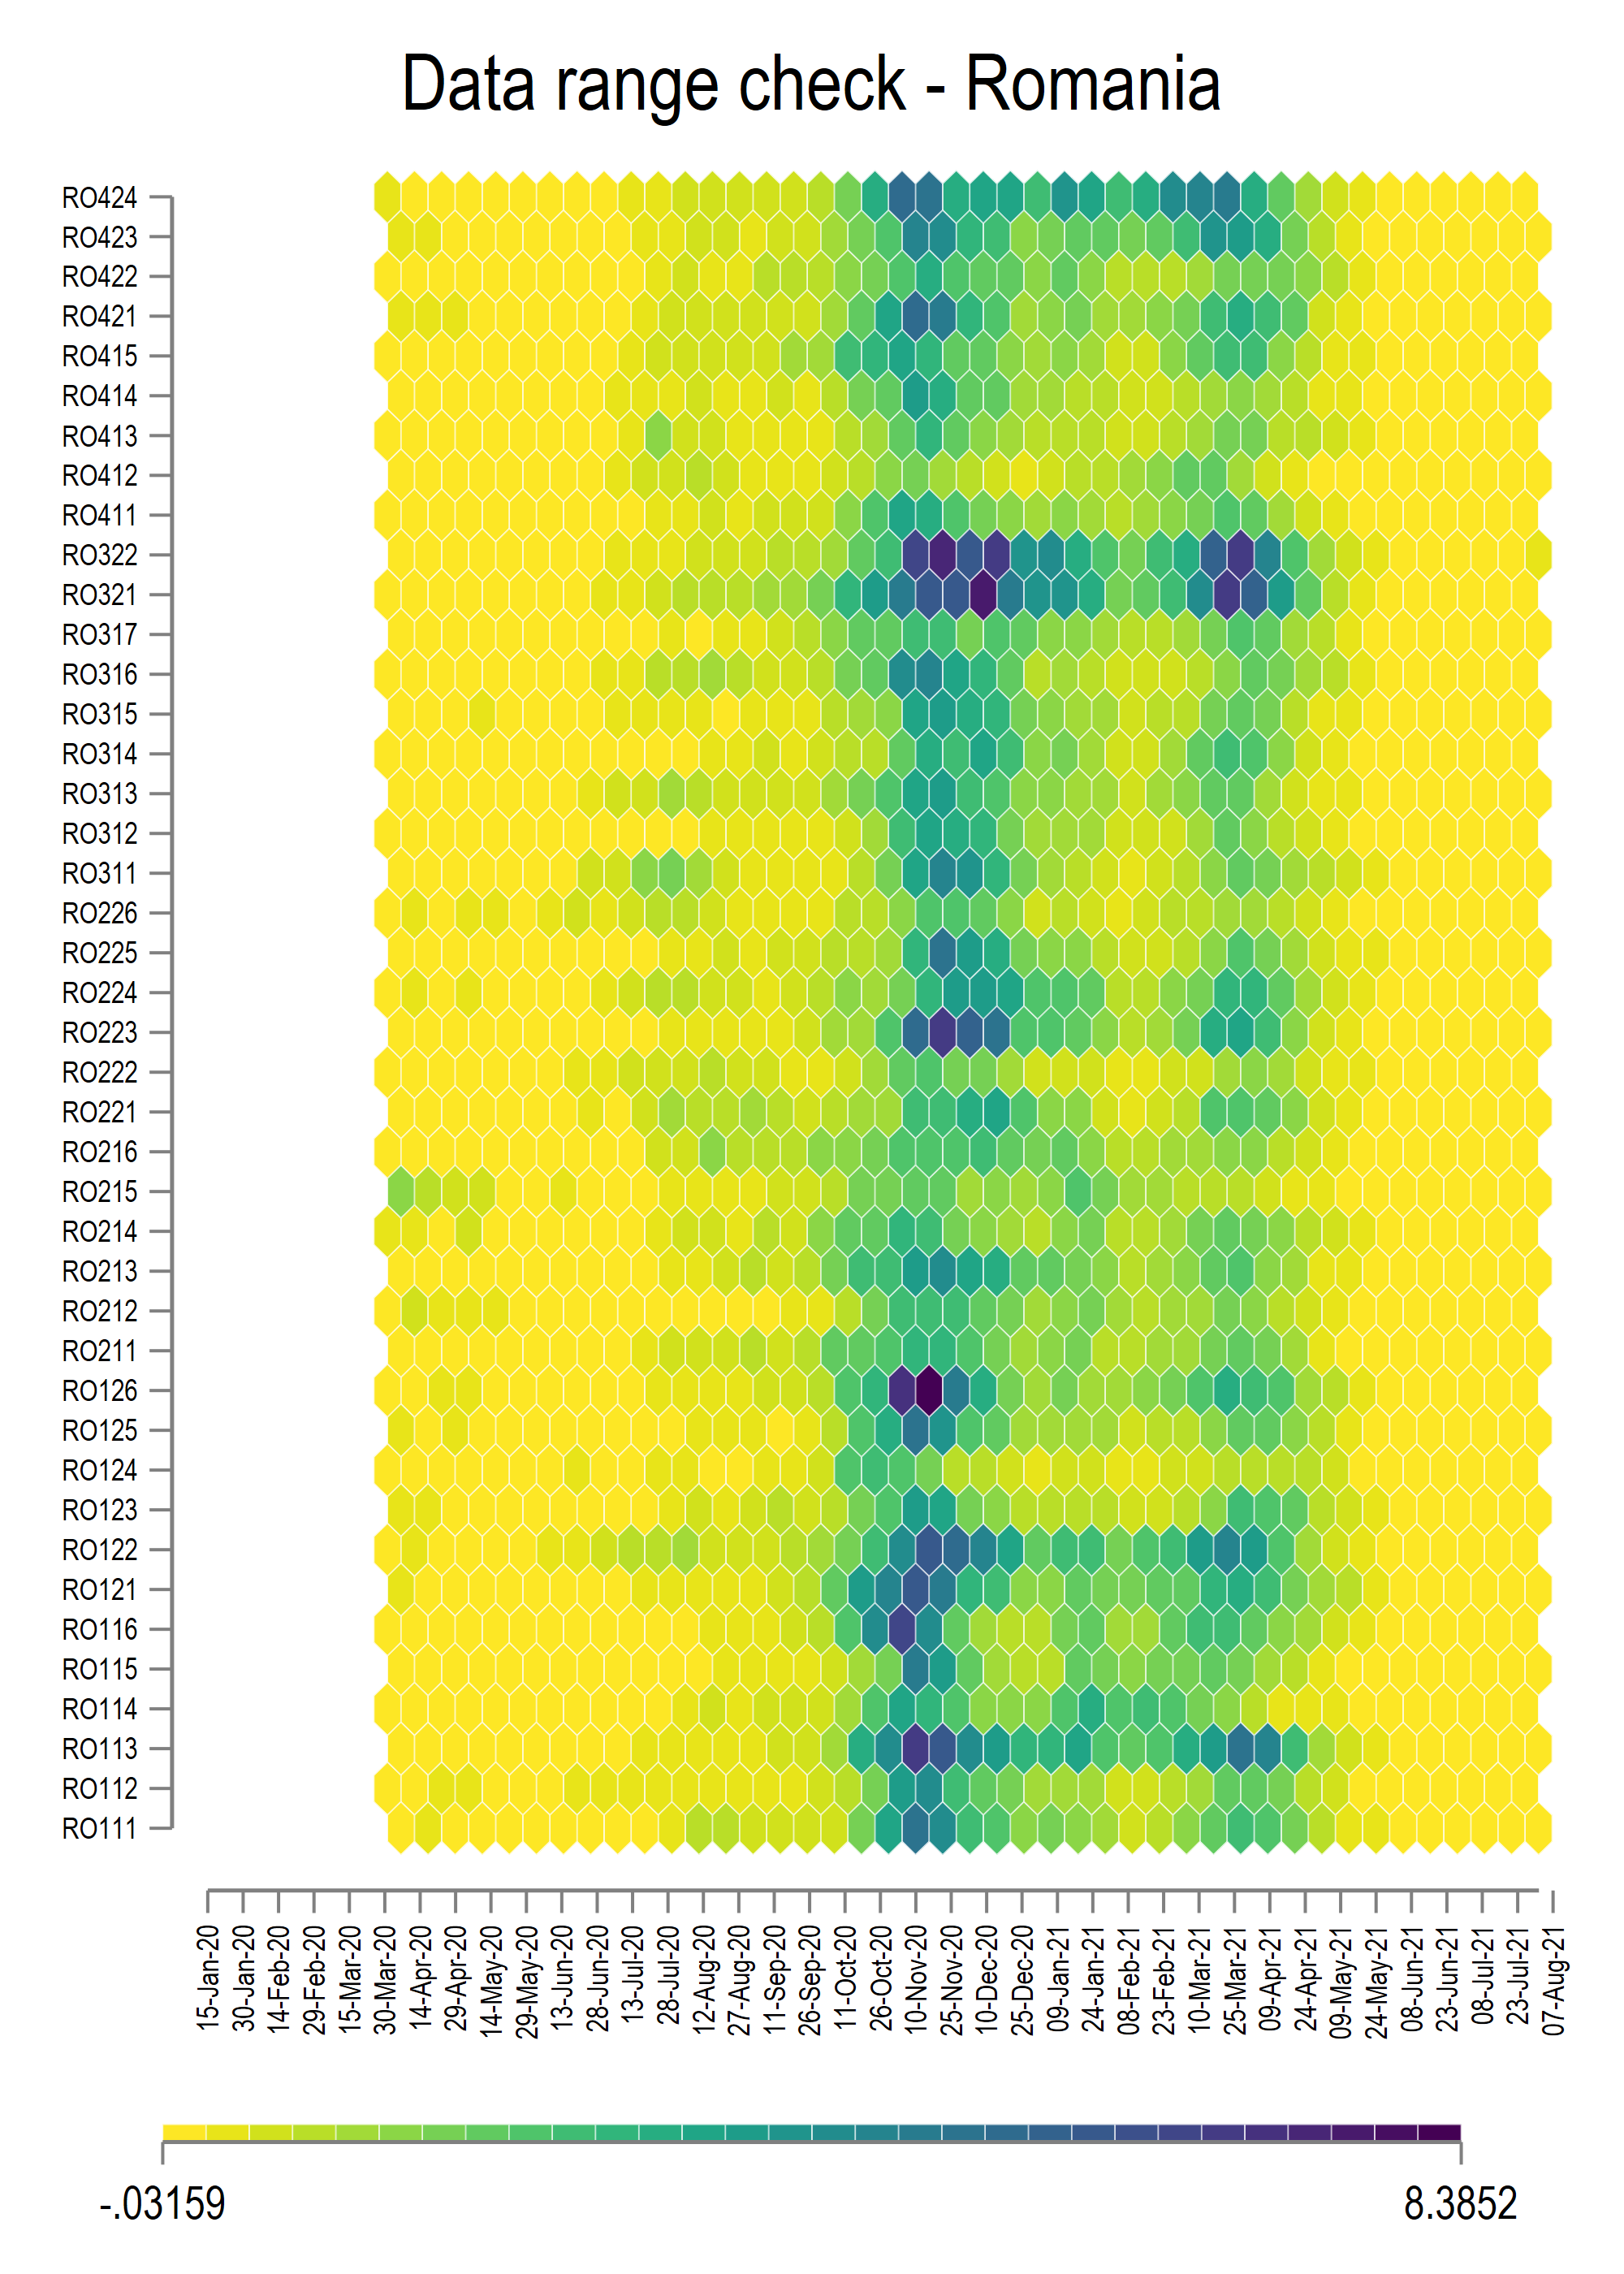 Data range check - Romania
RO424
RO423
RO422
RO421
RO415
RO414
RO413
RO412
RO411
RO322
RO321
RO317
RO316
RO315
RO314
RO313
RO312
RO311
RO226
RO225
RO224
RO223
RO222
RO221
RO216
RO215
RO214
RO213
RO212
RO211
RO126
RO125
RO124
RO123
RO122
RO121
RO116
RO115
RO114
RO113
RO112
RO111
15-Jan-20
30-Jan-20
14-Feb-20
29-Feb-20
15-Mar-20
30-Mar-20
14-Apr-20
29-Apr-20
14-May-20
29-May-20
13-Jun-20
28-Jun-20
13-Jul-20
28-Jul-20
12-Aug-20
27-Aug-20
11-Sep-20
26-Sep-20
11-Oct-20
26-Oct-20
10-Nov-20
25-Nov-20
10-Dec-20
25-Dec-20
09-Jan-21
24-Jan-21
08-Feb-21
23-Feb-21
10-Mar-21
25-Mar-21
09-Apr-21
24-Apr-21
09-May-21
24-May-21
08-Jun-21
23-Jun-21
08-Jul-21
23-Jul-21
07-Aug-21
-.03159
8.3852